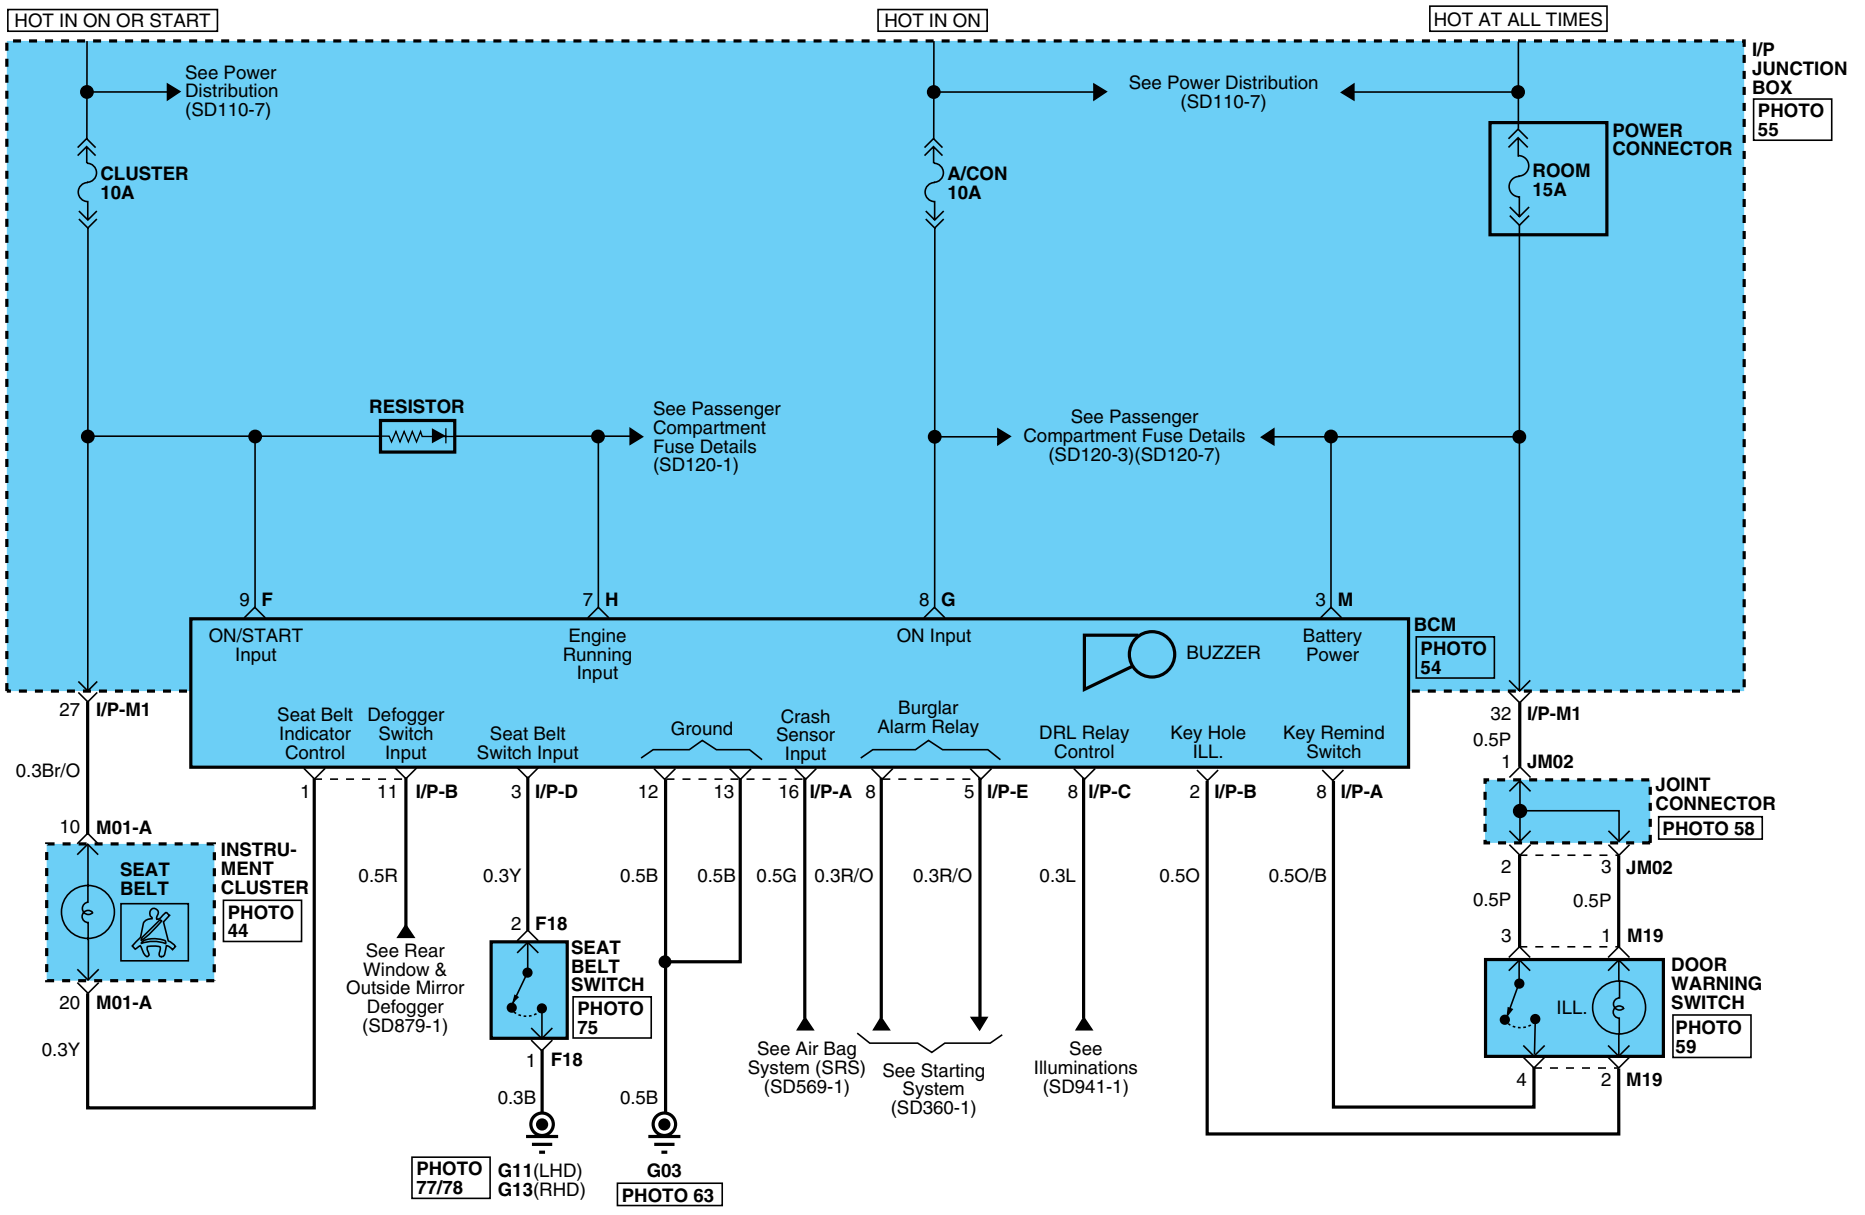 HOT IN ON OR START
HOT IN ON
HOT AT ALL TIMES
I/P
JUNCTION
BOX
PHOTO
55
See Power
Distribution
(SD110-7)
See Power Distribution
(SD110-7)
POWER
CONNECTOR
CLUSTER
10A
A/CON
10A
ROOM
15A
RESISTOR
See Passenger
Compartment
Fuse Details
(SD120-1)
See Passenger
Compartment Fuse Details
(SD120-3)(SD120-7)
9 F
7 H
8 G
3 M
ON/START
Input
Engine
Running
Input
ON Input
BUZZER
Battery
Power
BCM
PHOTO
54
Seat Belt
Indicator
Control
Defogger
Switch
Input
Seat Belt
Switch Input
Ground
Crash
Sensor
Input
Burglar
Alarm Relay
DRL Relay
Control
Key Hole
ILL.
Key Remind
Switch
27 I/P-M1
32 I/P-M1
0.3Br/O
0.5P
1 JM02
1
11 I/P-B
3 I/P-D
12
13
16 I/P-A
8
5 I/P-E
8 I/P-C
2 I/P-B
8 I/P-A
JOINT
CONNECTOR
PHOTO 58
10 M01-A
INSTRU-
MENT
CLUSTER
PHOTO
44
SEAT
BELT
0.5R
0.3Y
0.5B
0.5B
0.5G
0.3R/O
0.3R/O
0.3L
0.5O
0.5O/B
2
3 JM02
0.5P
0.5P
2 F18
3
1 M19
See Rear
Window &
Outside Mirror
Defogger
(SD879-1)
SEAT
BELT
SWITCH
PHOTO
75
DOOR
WARNING
SWITCH
PHOTO
59
ILL.
20 M01-A
0.3Y
1 F18
See Air Bag
System (SRS)
(SD569-1)
See Starting
System
(SD360-1)
See
Illuminations
(SD941-1)
4
2 M19
0.3B
0.5B
PHOTO
77/78
G11(LHD)
G13(RHD)
G03
PHOTO 63